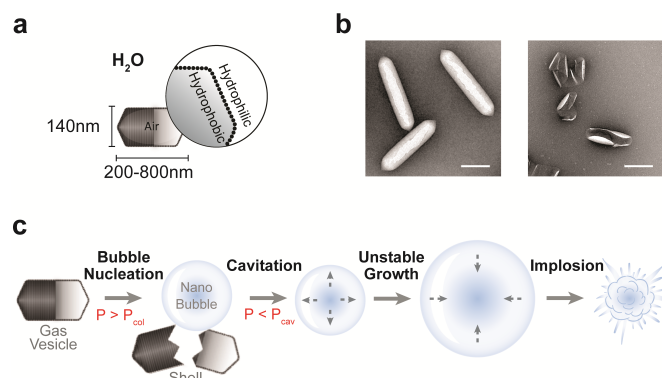 a
H₂O
Hydrophilic
Hydrophobic
Air
140nm
200-800nm
b
c
Bubble
Nucleation
Cavitation
Unstable
Growth
Implosion
Nano
Bubble
P > Pcol
P < Pcav
Gas
Vesicle
Shell